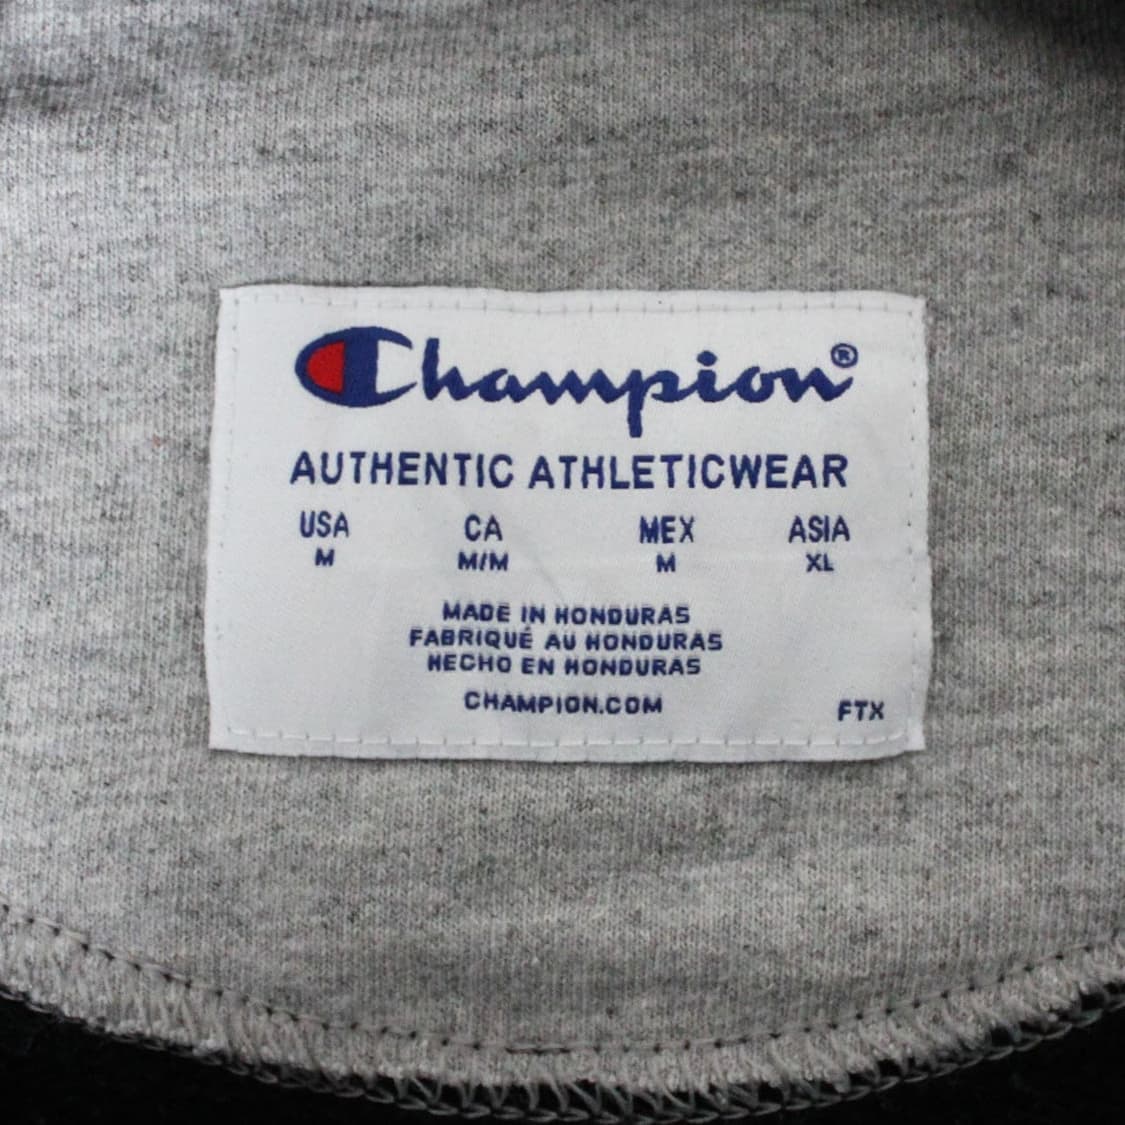 Champion®
AUTHENTIC ATHLETICWEAR
USA CA MEX ASIA
M M/M M XL
MADE IN HONDURAS
FABRIQUÉ AU HONDURAS
HECHO EN HONDURAS
CHAMPION.COM
FTX